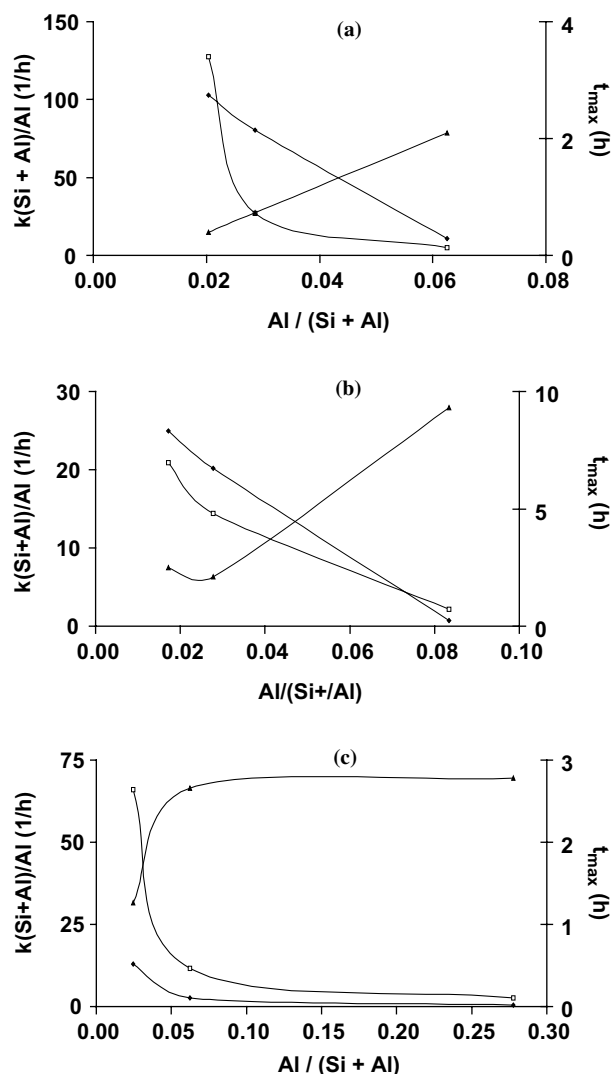 (a)
150
100
50
0
k(Si + Al)/Al (1/h)
4
2
0
t_max (h)
0.00 0.02 0.04 0.06 0.08
Al / (Si + Al)
(b)
30
20
10
0
k(Si+Al)/Al (1/h)
10
5
0
t_max (h)
0.00 0.02 0.04 0.06 0.08 0.10
Al/(Si+/Al)
(c)
75
50
25
0
k(Si+Al)/Al (1/h)
3
2
1
0
t_max (h)
0.00 0.05 0.10 0.15 0.20 0.25 0.30
Al / (Si + Al)